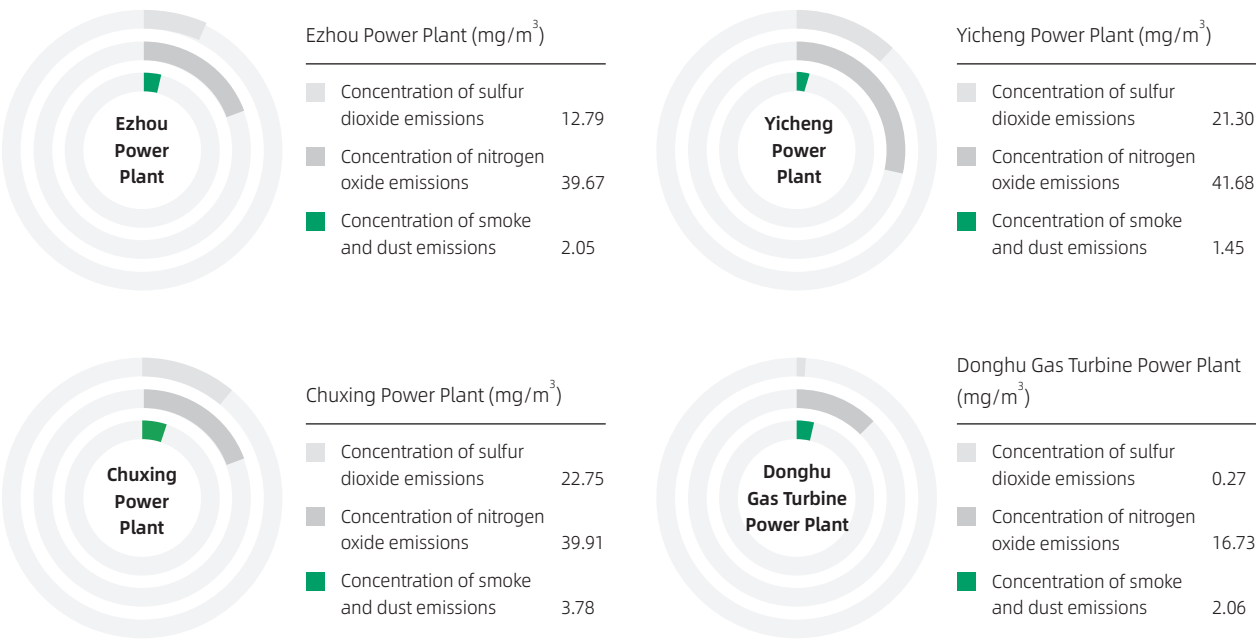 Ezhou
Power
Plant
Ezhou Power Plant (mg/m³)
Concentration of sulfur
dioxide emissions 12.79
Concentration of nitrogen
oxide emissions 39.67
Concentration of smoke
and dust emissions 2.05
Yicheng
Power
Plant
Yicheng Power Plant (mg/m³)
Concentration of sulfur
dioxide emissions 21.30
Concentration of nitrogen
oxide emissions 41.68
Concentration of smoke
and dust emissions 1.45
Chuxing
Power
Plant
Chuxing Power Plant (mg/m³)
Concentration of sulfur
dioxide emissions 22.75
Concentration of nitrogen
oxide emissions 39.91
Concentration of smoke
and dust emissions 3.78
Donghu
Gas Turbine
Power Plant
Donghu Gas Turbine Power Plant
(mg/m³)
Concentration of sulfur
dioxide emissions 0.27
Concentration of nitrogen
oxide emissions 16.73
Concentration of smoke
and dust emissions 2.06